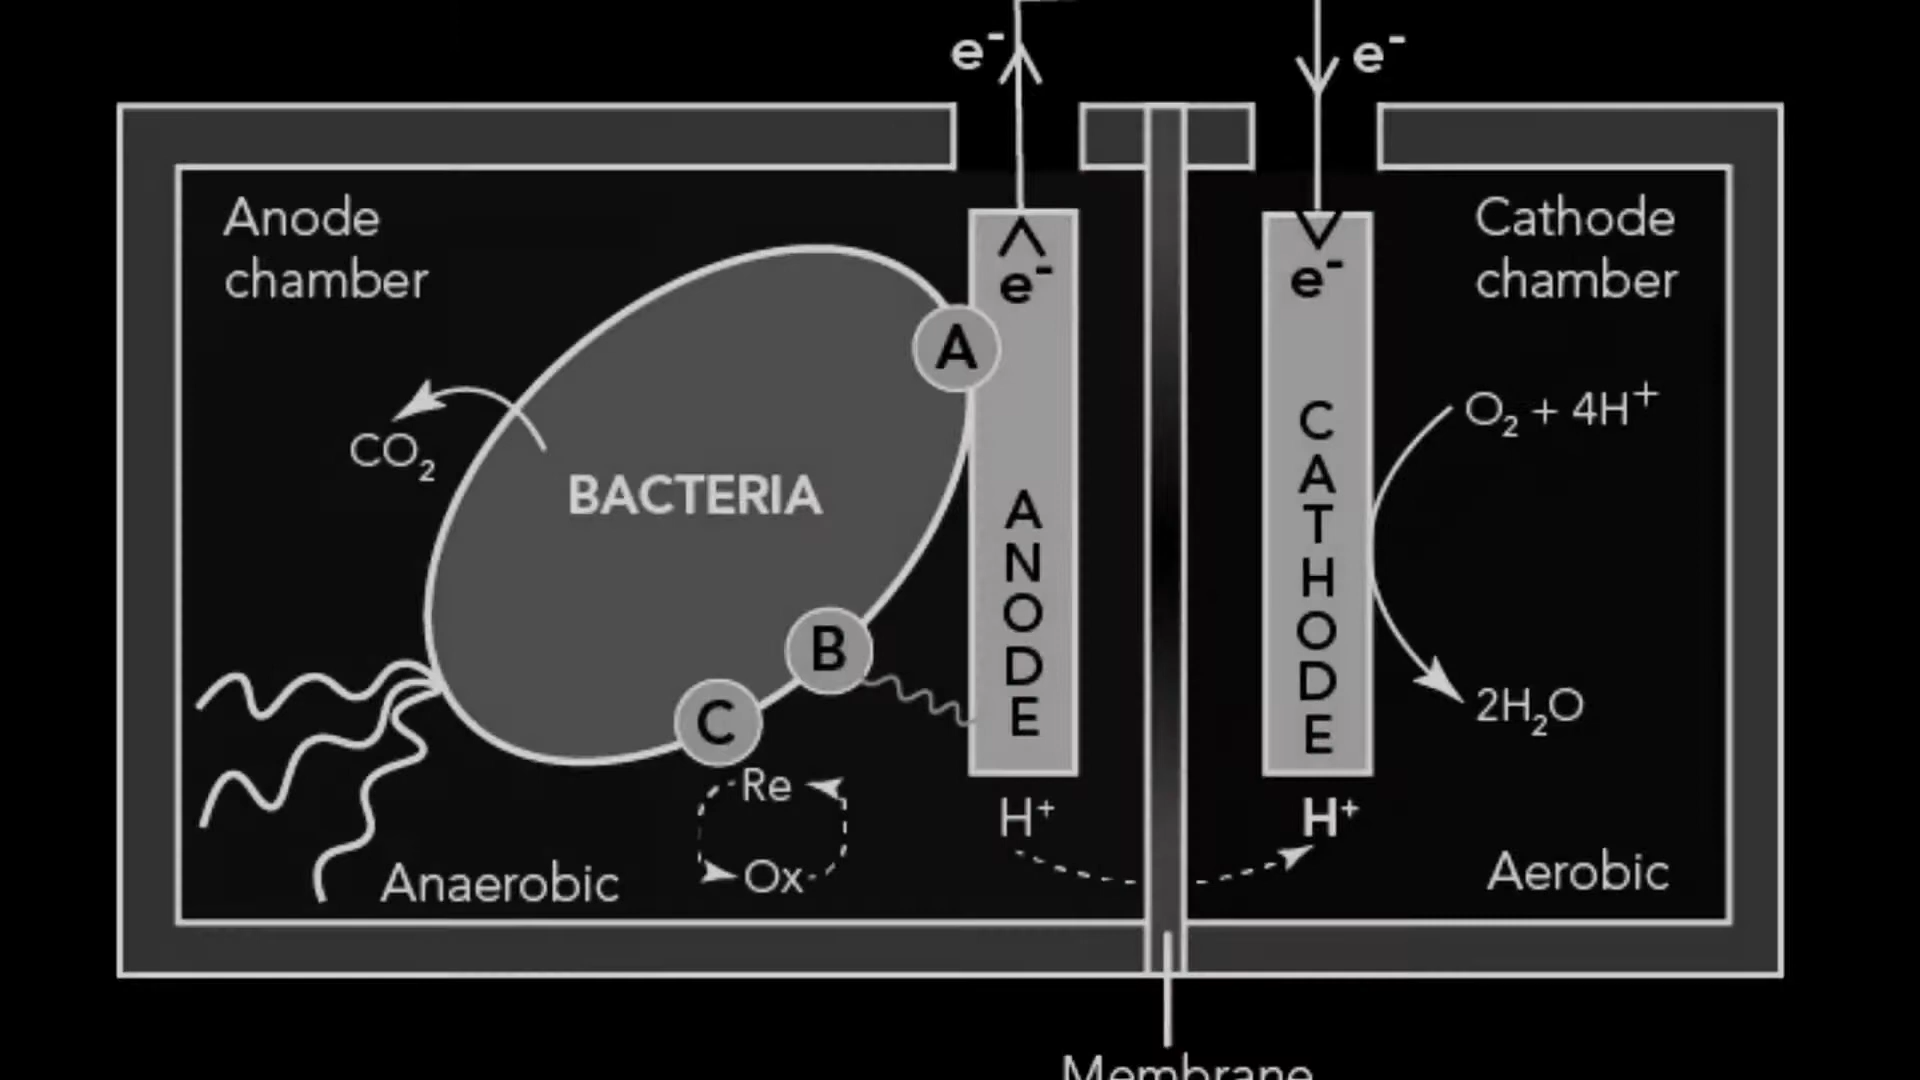 e⁻
e⁻
Anode
chamber
Cathode
chamber
e⁻
e⁻
A
CO₂
BACTERIA
ANODE
CATHODE
O₂ + 4H⁺
B
C
2H₂O
Re
Ox
H⁺
H⁺
Anaerobic
Aerobic
Membrane